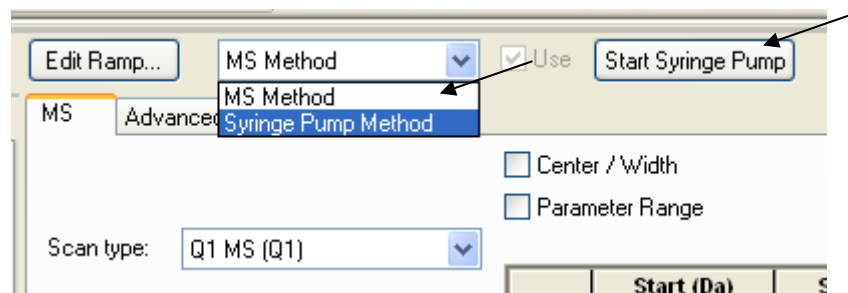 Edit Ramp... MS Method Use Start Syringe Pump
MS Method
Syringe Pump Method
MS
Center / Width
Parameter Range
Scan type: Q1 MS (Q1)
Start (Da)